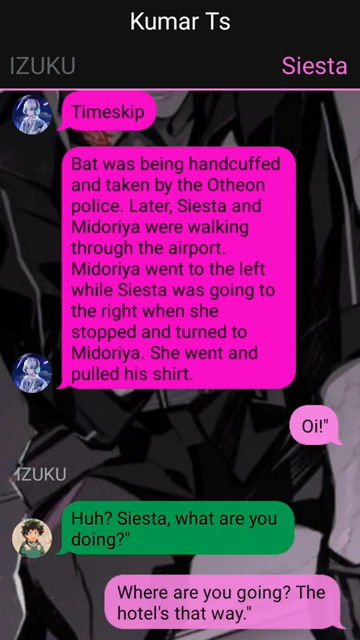 Kumar Ts
IZUKU
Siesta
Timeskip
Bat was being handcuffed
and taken by the Otheon
police. Later, Siesta and
Midoriya were walking
through the airport.
Midoriya went to the left
while Siesta was going to
the right when she
stopped and turned to
Midoriya. She went and
pulled his shirt.
Oi!"
IZUKU
Huh? Siesta, what are you
doing?"
Where are you going? The
hotel's that way."